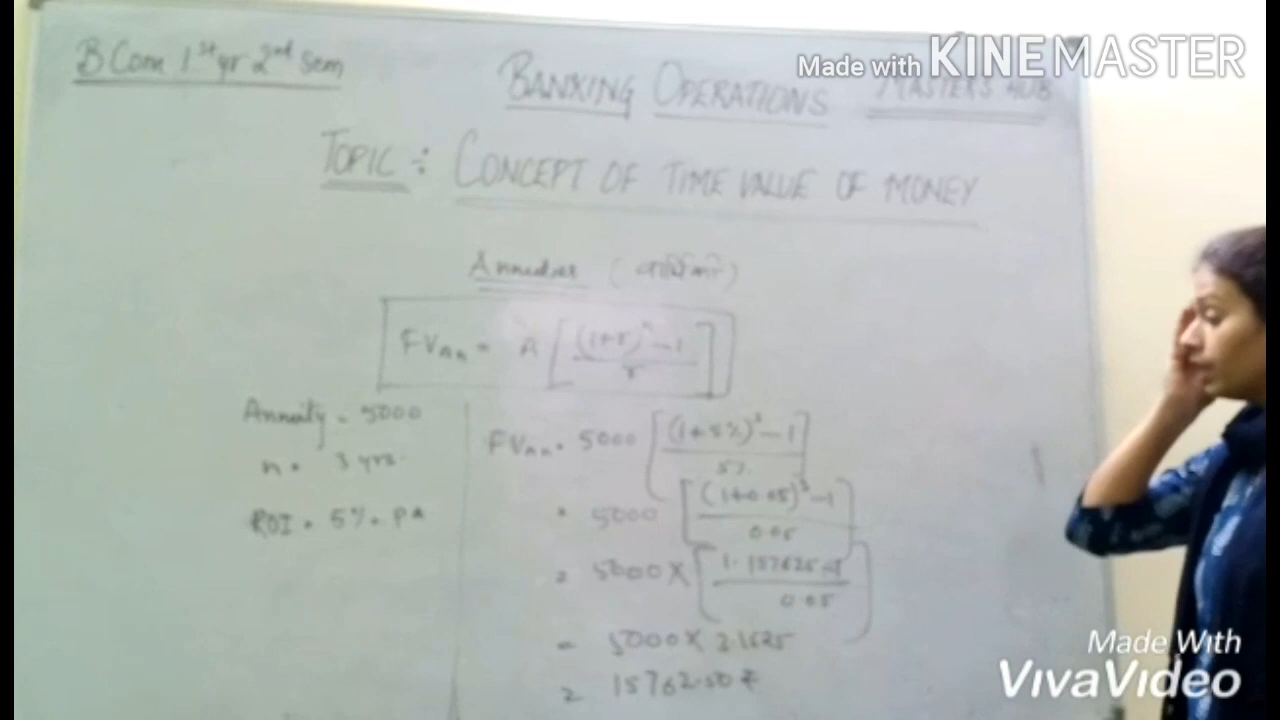 B Com 1st yr 2nd Sem
BANKING OPERATIONS
MASTER'S HUB
Made with KINEMASTER
TOPIC : CONCEPT OF TIME VALUE OF MONEY
FVAn = A [ (1+r)^n - 1 / r ]
Annuity = 5000
n = 3 yrs.
ROI = 5% PA
FVAn = 5000 [ (1+5%)^3 - 1 / 5% ]
= 5000 [ (1+0.05)^3 - 1 / 0.05 ]
= 5000 X [ 1.157625-1 / 0.05 ]
= 5000 X 3.1525
= 15762.50 ₹
Made With
VivaVideo